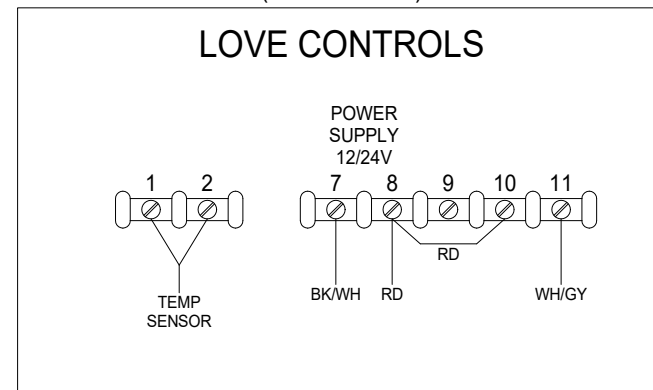 LOVE CONTROLS
POWER
SUPPLY
12/24V
1 2 7 8 9 10 11
RD
BK/WH RD WH/GY
TEMP
SENSOR